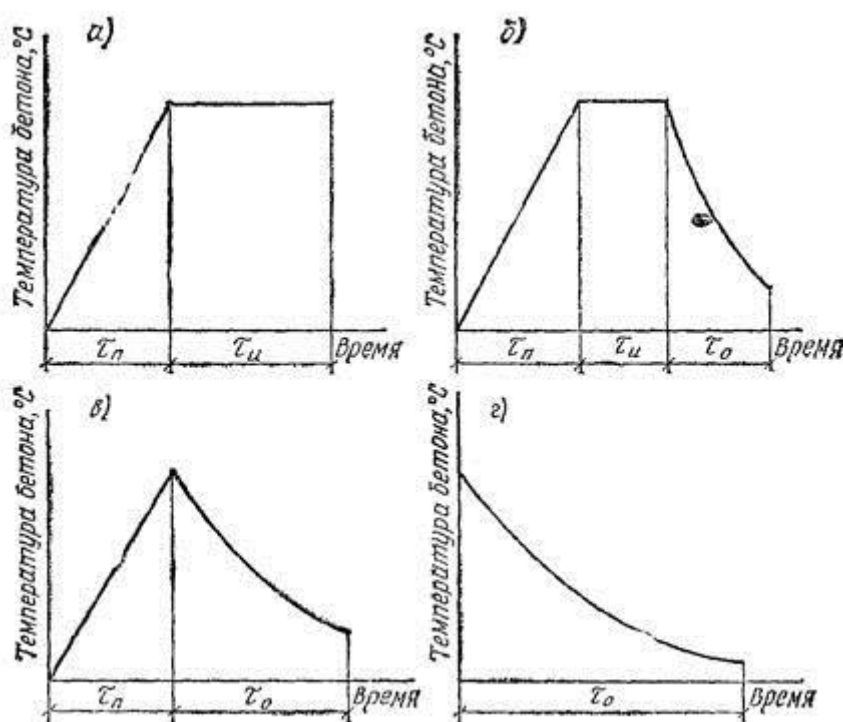 а)
Температура бетона, °С
τп
τи
Время
б)
Температура бетона, °С
τп
τи
τо
Время
в)
Температура бетона, °С
τп
τо
Время
г)
Температура бетона, °С
τо
Время